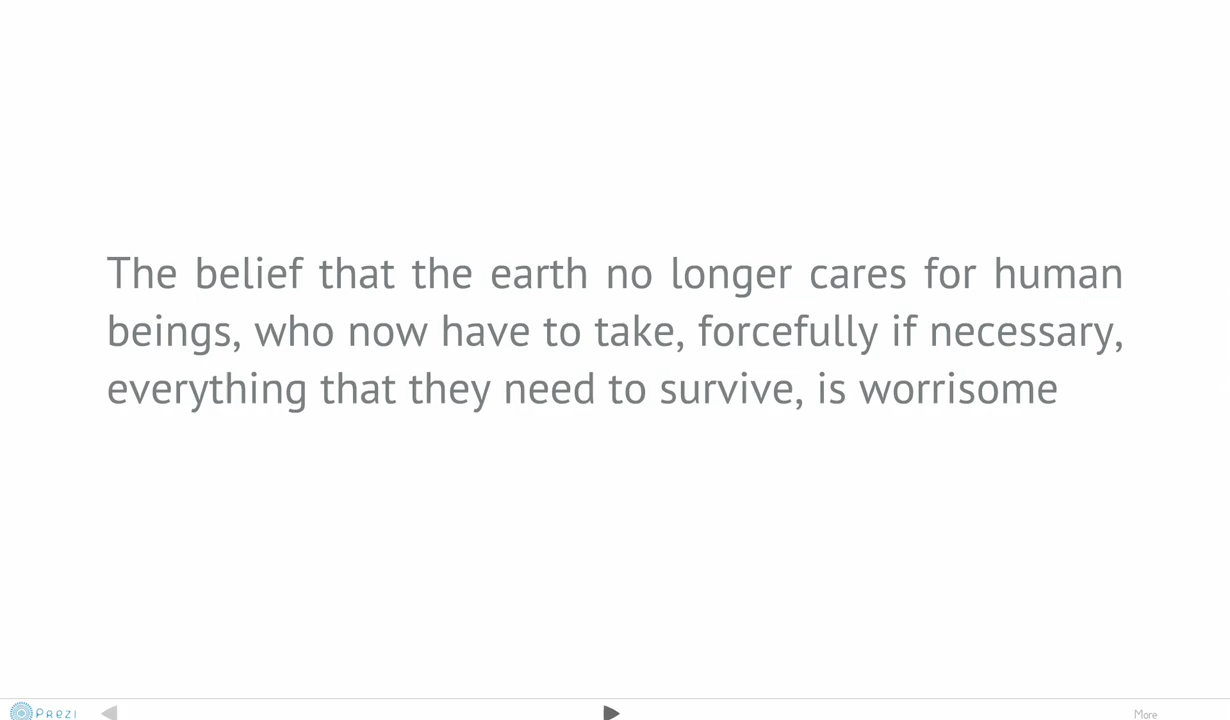 The belief that the earth no longer cares for human
beings, who now have to take, forcefully if necessary,
everything that they need to survive, is worrisome
Prezi
More